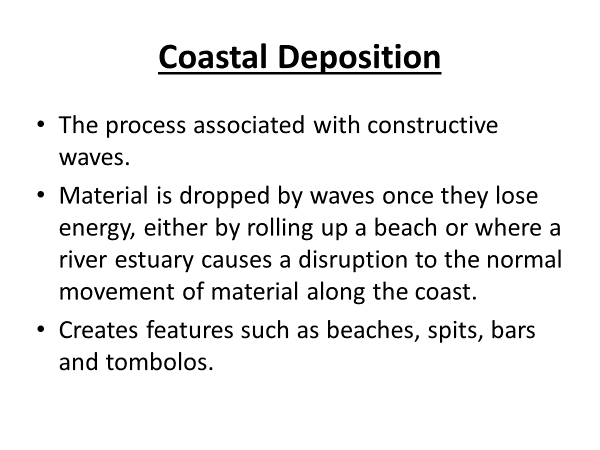 Coastal Deposition
• The process associated with constructive
waves.
• Material is dropped by waves once they lose
energy, either by rolling up a beach or where a
river estuary causes a disruption to the normal
movement of material along the coast.
• Creates features such as beaches, spits, bars
and tombolos.